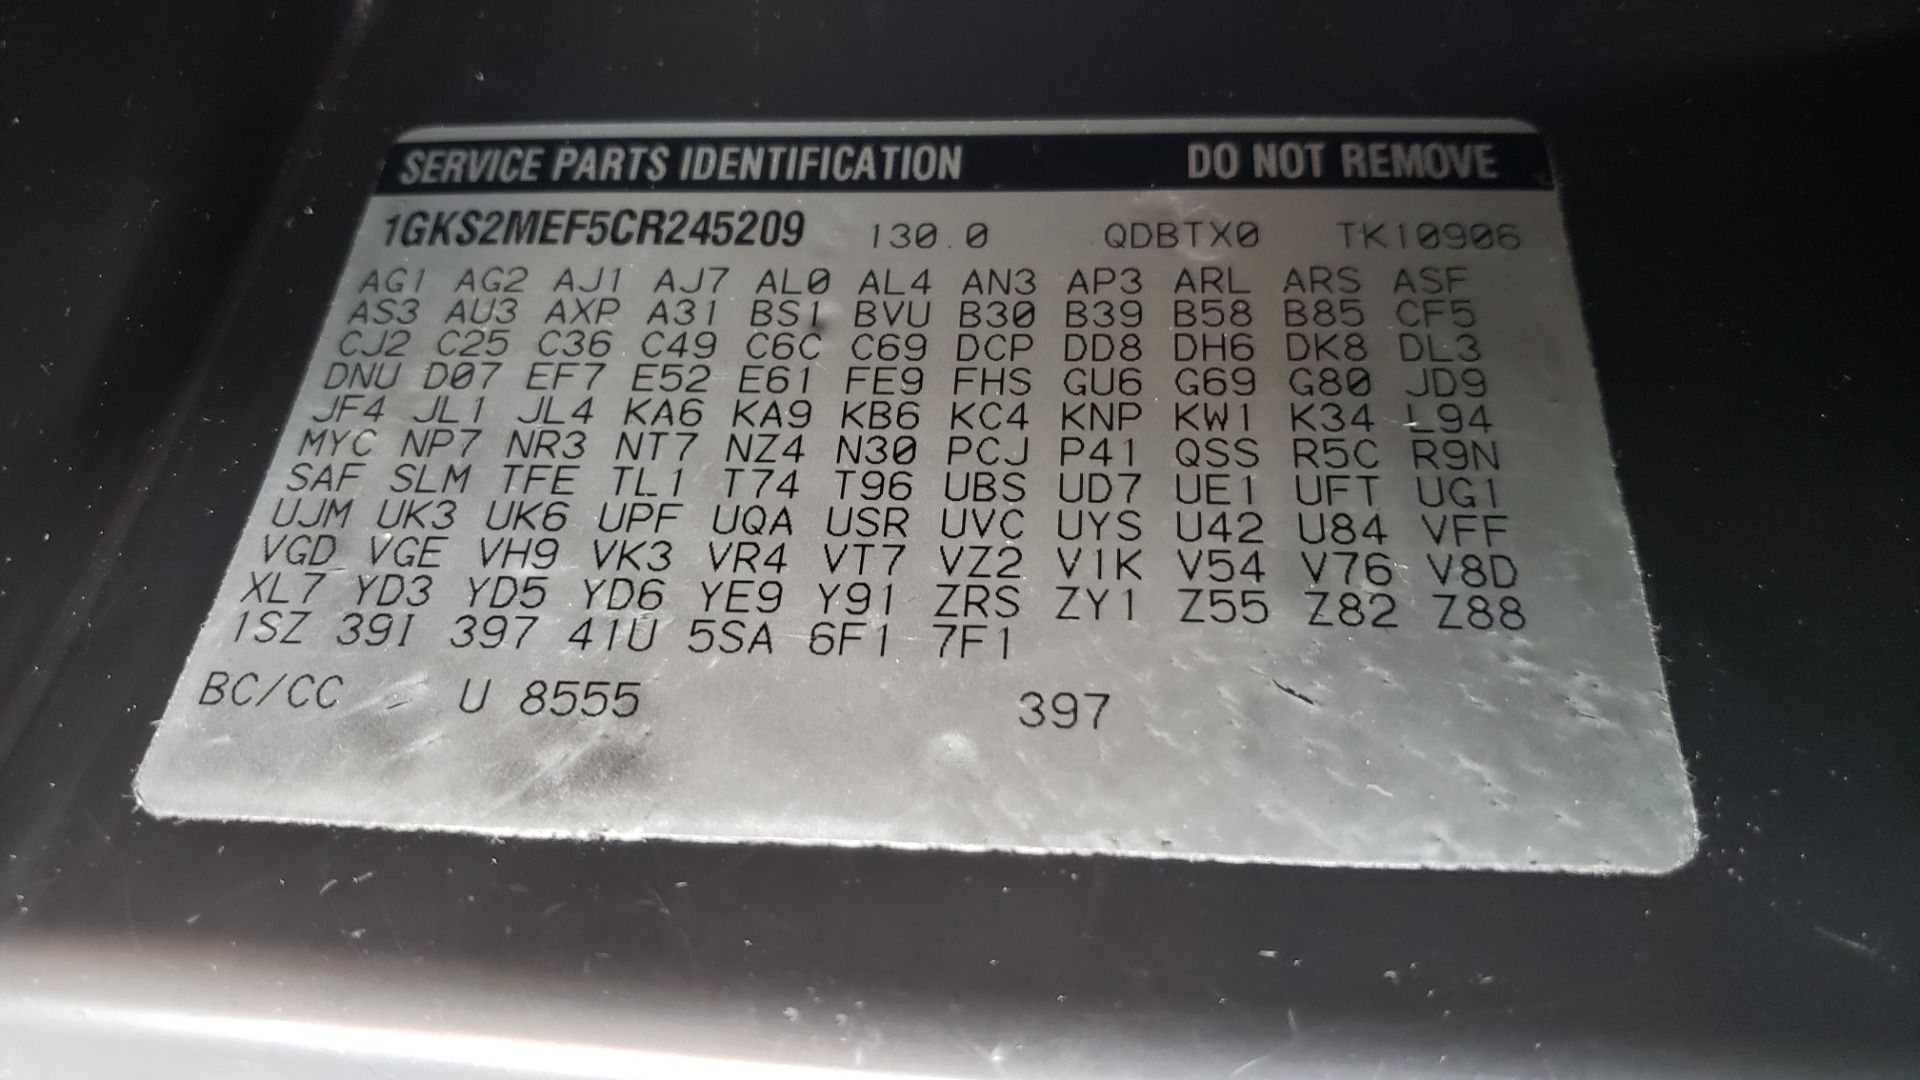 SERVICE PARTS IDENTIFICATION DO NOT REMOVE
1GKS2MEF5CR245209 130.0 QDBTX0 TK10906
AG1 AG2 AJ1 AJ7 AL0 AL4 AN3 AP3 ARL ARS ASF
AS3 AU3 AXP A31 BS1 BVU B30 B39 B58 B85 CF5
CJ2 C25 C36 C49 C6C C69 DCP DD8 DH6 DK8 DL3
DNU D07 EF7 E52 E61 FE9 FHS GU6 G69 G80 JD9
JF4 JL1 JL4 KA6 KA9 KB6 KC4 KNP KW1 K34 L94
MYC NP7 NR3 NT7 NZ4 N30 PCJ P41 QSS R5C R9N
SAF SLM TFE TL1 T74 T96 UBS UD7 UE1 UFT UG1
UJM UK3 UK6 UPF UQA USR UVC UYS U42 U84 VFF
VGD VGE VH9 VK3 VR4 VT7 VZ2 V1K V54 V76 V8D
XL7 YD3 YD5 YD6 YE9 Y91 ZRS ZY1 Z55 Z82 Z88
1SZ 39I 397 41U 5SA 6F1 7F1
BC/CC U 8555 397